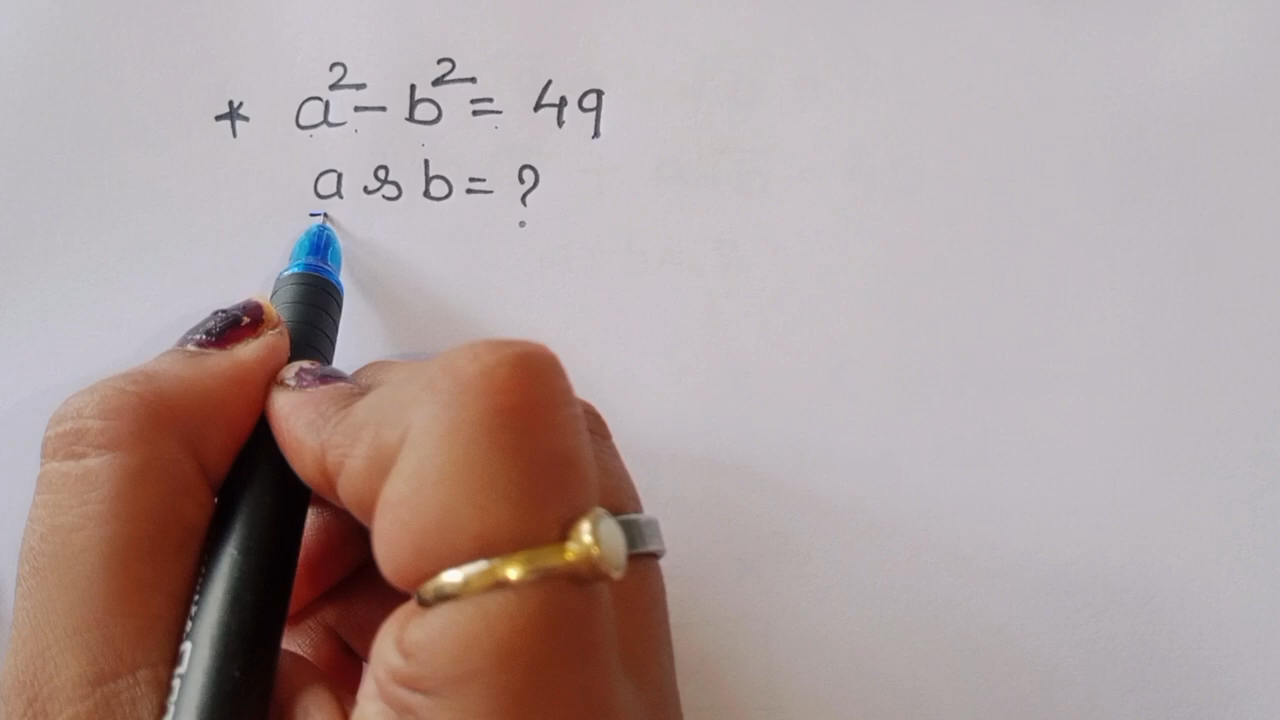 * a² - b² = 49
a & b = ?